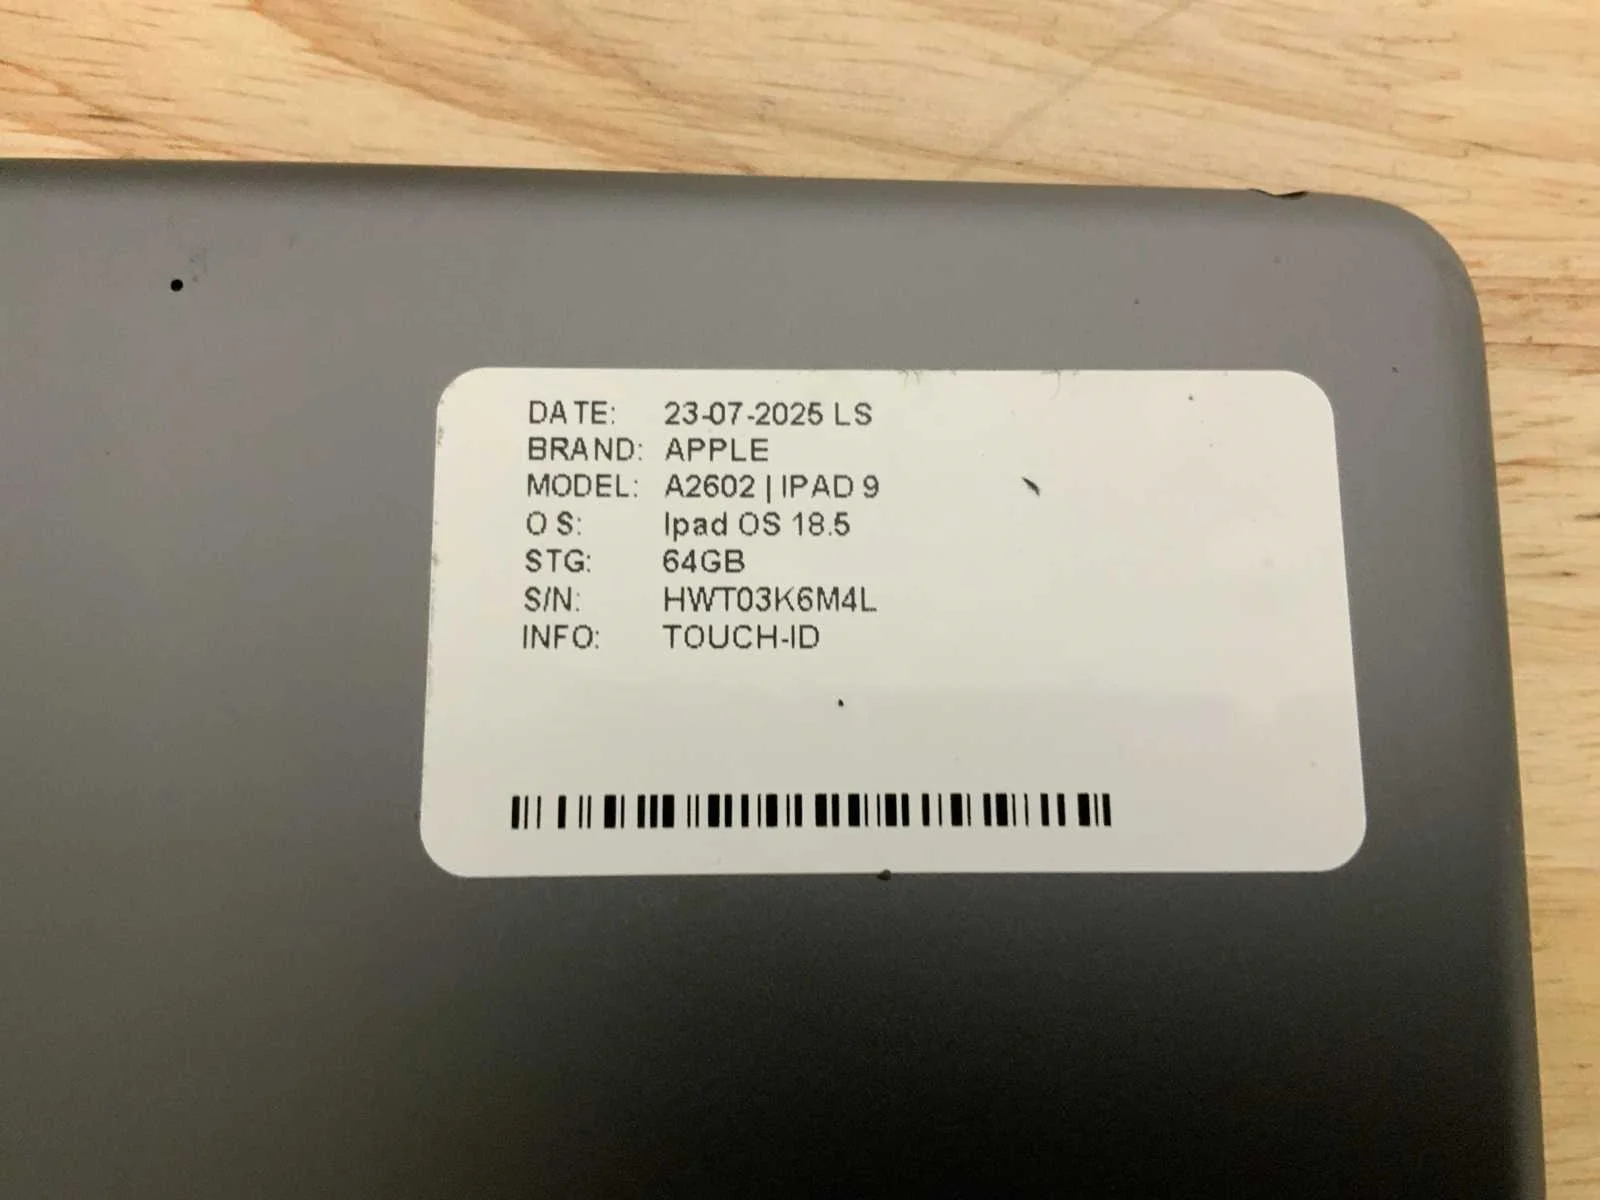 DATE: 23-07-2025 LS
BRAND: APPLE
MODEL: A2602 | IPAD 9
OS: Ipad OS 18.5
STG: 64GB
S/N: HWT03K6M4L
INFO: TOUCH-ID